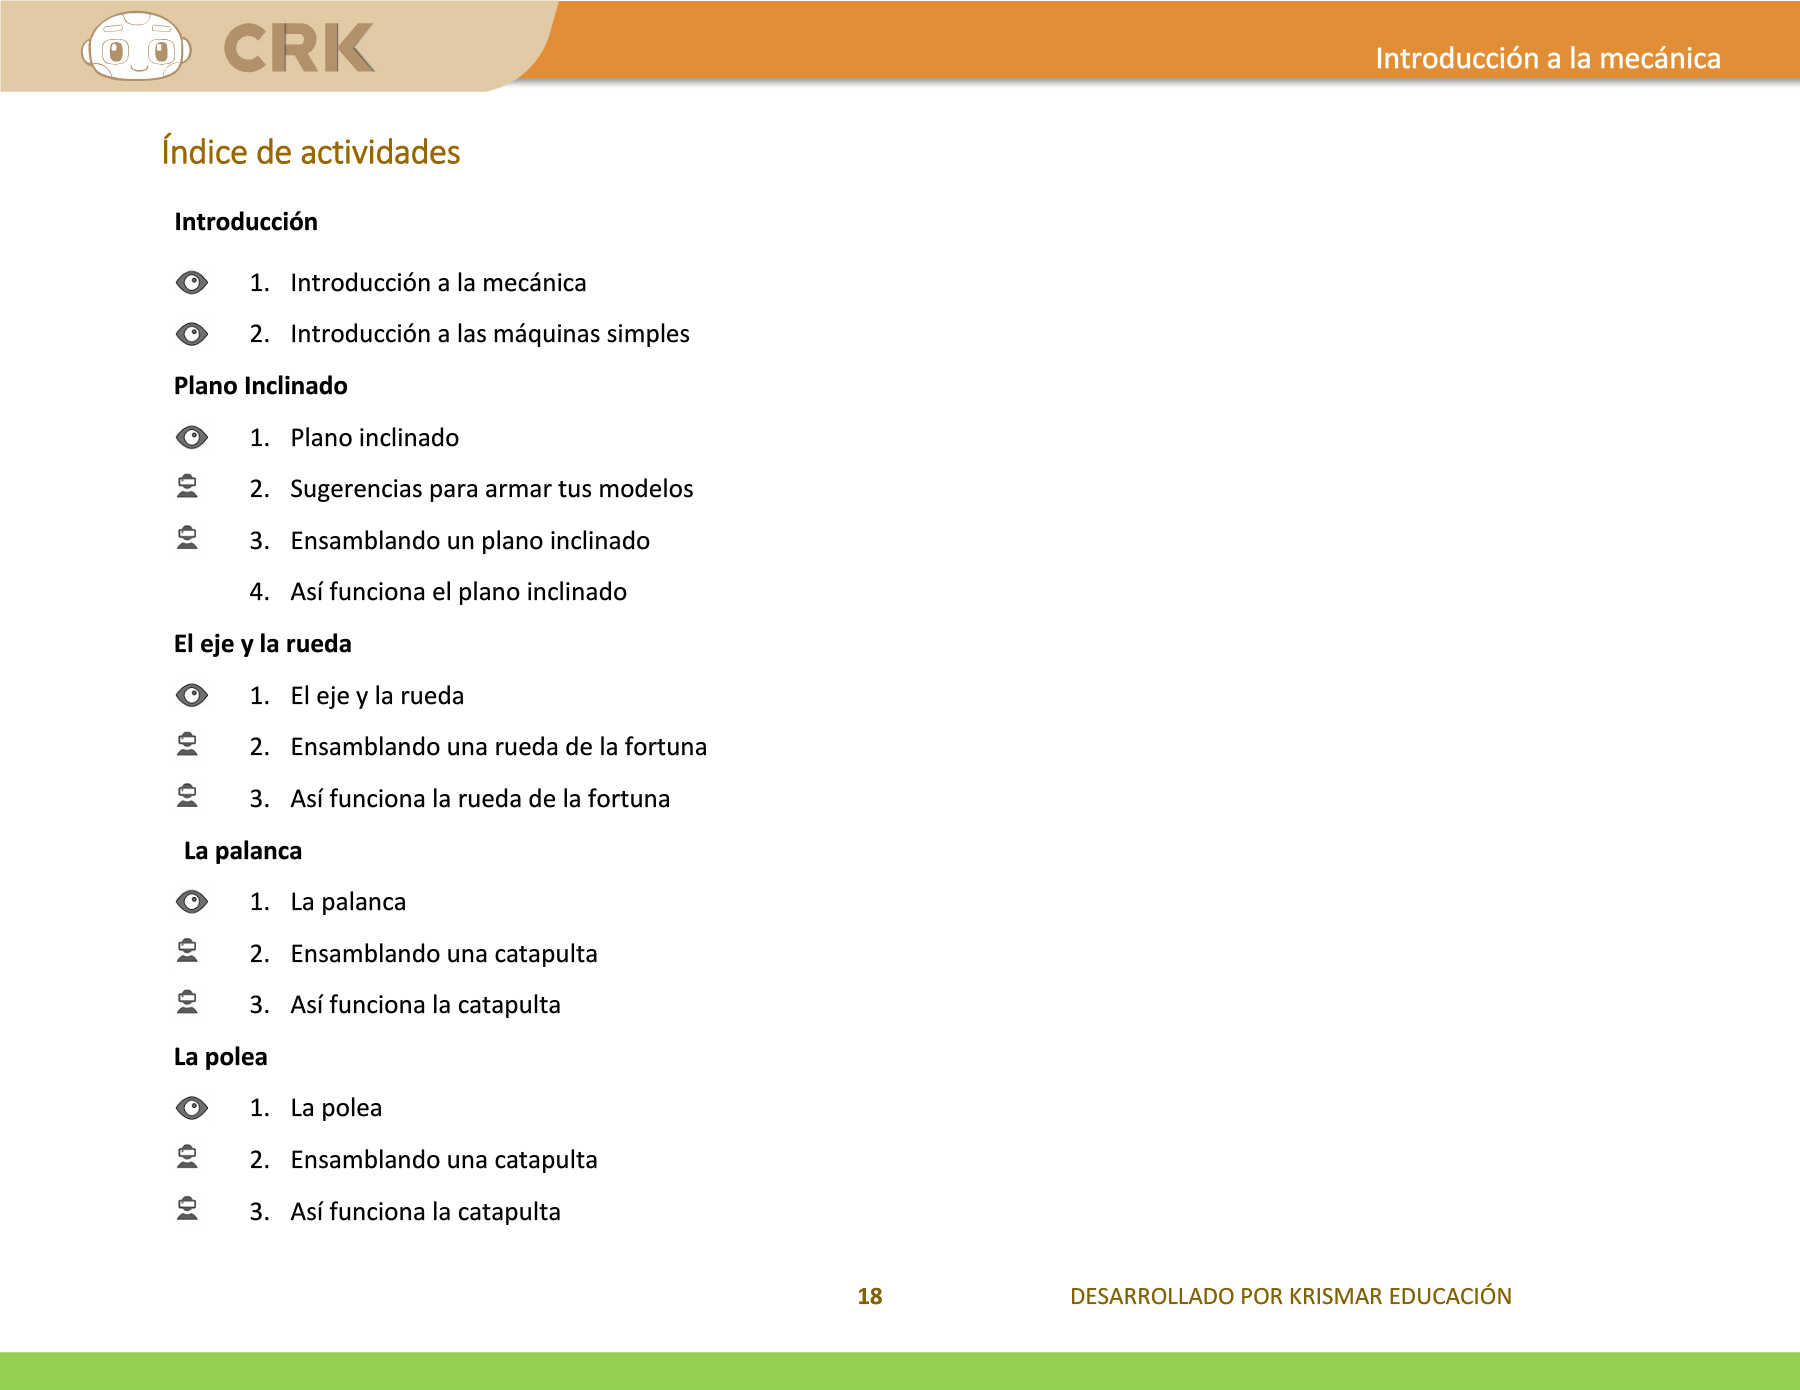 CRK
Introducción a la mecánica
Índice de actividades
Introducción
1. Introducción a la mecánica
2. Introducción a las máquinas simples
Plano Inclinado
1. Plano inclinado
2. Sugerencias para armar tus modelos
3. Ensamblando un plano inclinado
4. Así funciona el plano inclinado
El eje y la rueda
1. El eje y la rueda
2. Ensamblando una rueda de la fortuna
3. Así funciona la rueda de la fortuna
La palanca
1. La palanca
2. Ensamblando una catapulta
3. Así funciona la catapulta
La polea
1. La polea
2. Ensamblando una catapulta
3. Así funciona la catapulta
18 DESARROLLADO POR KRISMAR EDUCACIÓN